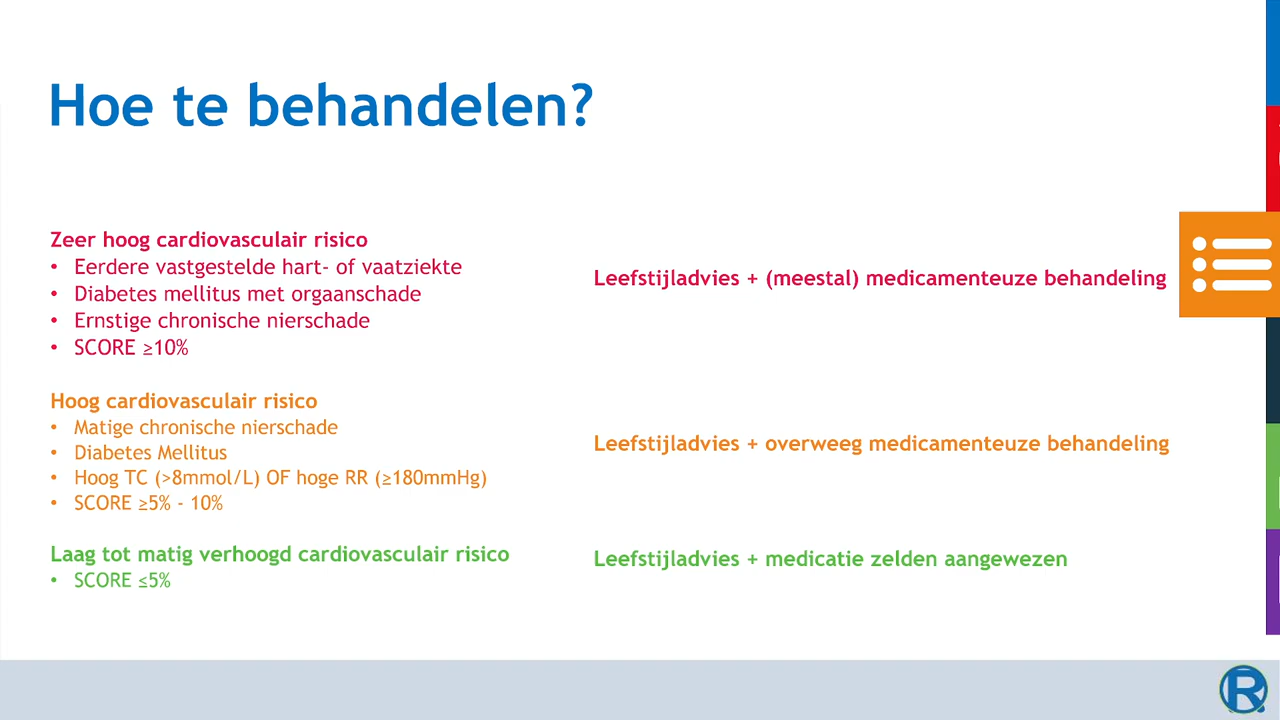 Hoe te behandelen?
Zeer hoog cardiovasculair risico
• Eerdere vastgestelde hart- of vaatziekte
• Diabetes mellitus met orgaanschade
• Ernstige chronische nierschade
• SCORE ≥10%
Leefstijladvies + (meestal) medicamenteuze behandeling
Hoog cardiovasculair risico
• Matige chronische nierschade
• Diabetes Mellitus
• Hoog TC (>8mmol/L) OF hoge RR (≥180mmHg)
• SCORE ≥5% - 10%
Leefstijladvies + overweeg medicamenteuze behandeling
Laag tot matig verhoogd cardiovasculair risico
• SCORE ≤5%
Leefstijladvies + medicatie zelden aangewezen
R